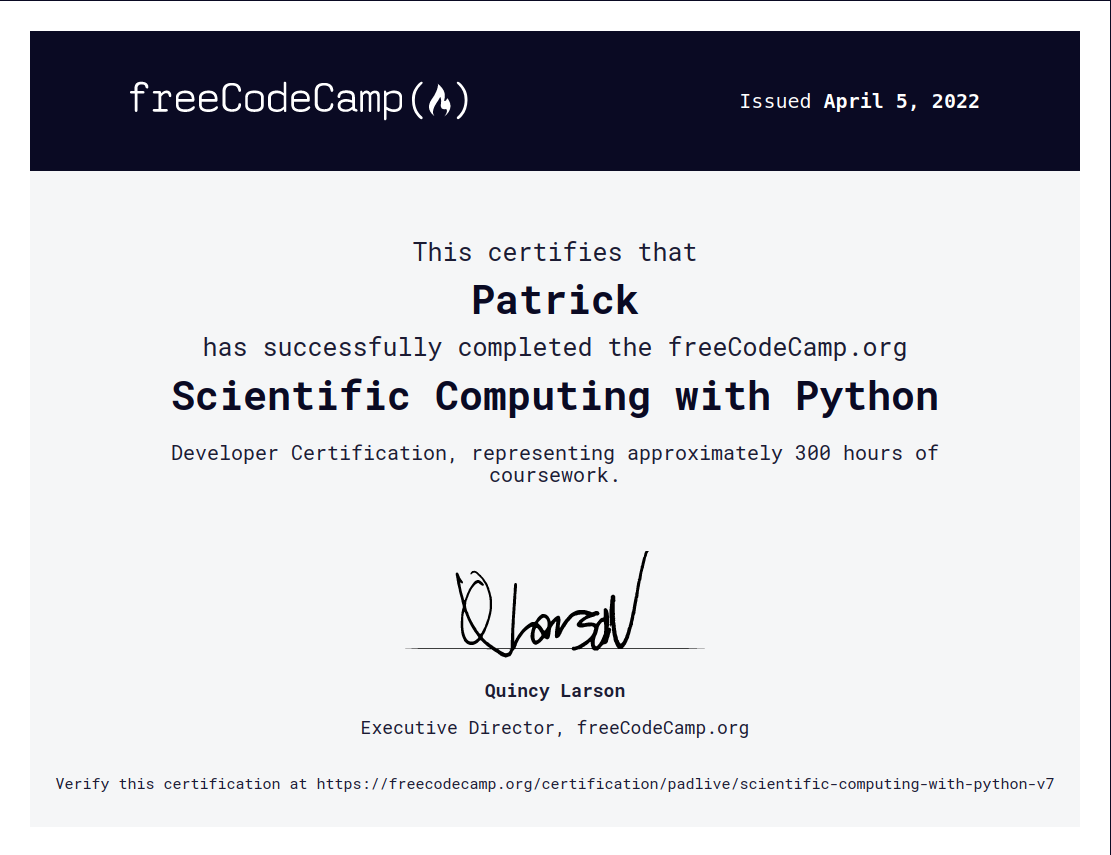 freeCodeCamp
Issued April 5, 2022
This certifies that
Patrick
has successfully completed the freeCodeCamp.org
Scientific Computing with Python
Developer Certification, representing approximately 300 hours of
coursework.
Q Larson
Quincy Larson
Executive Director, freeCodeCamp.org
Verify this certification at https://freecodecamp.org/certification/padlive/scientific-computing-with-python-v7